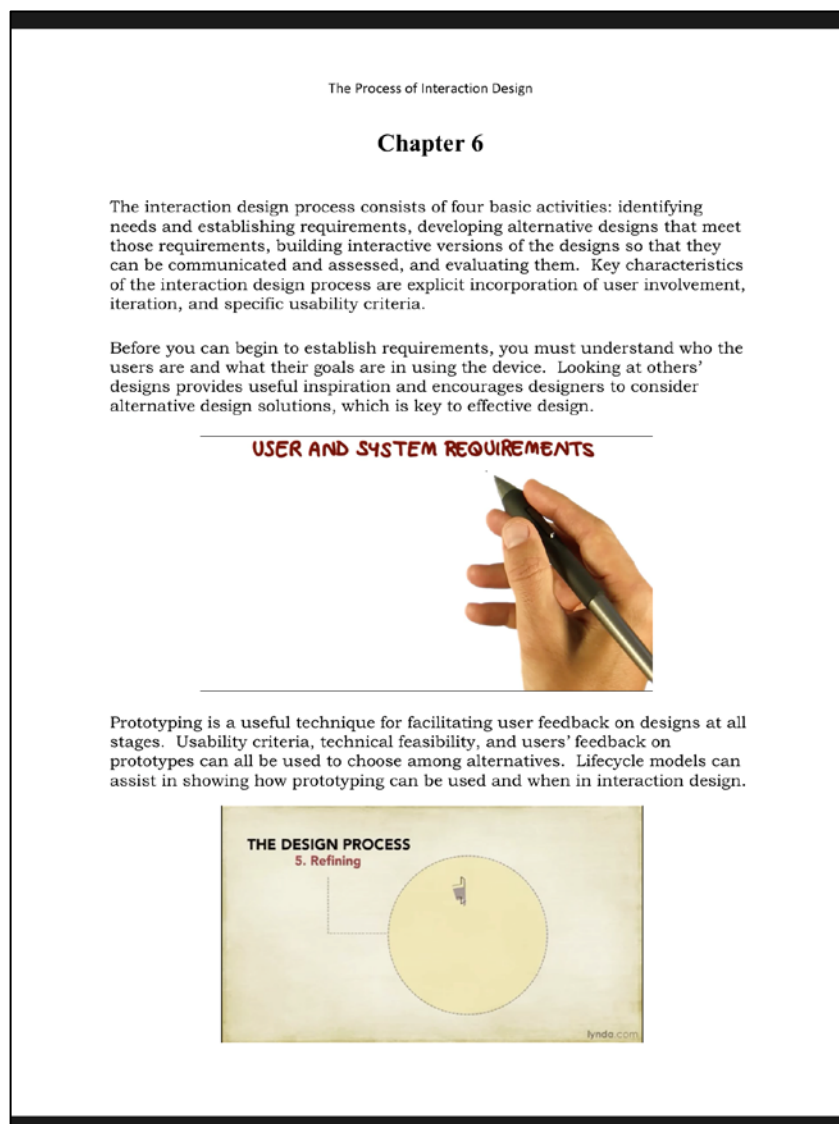 The Process of Interaction Design
Chapter 6
The interaction design process consists of four basic activities: identifying
needs and establishing requirements, developing alternative designs that meet
those requirements, building interactive versions of the designs so that they
can be communicated and assessed, and evaluating them.  Key characteristics
of the interaction design process are explicit incorporation of user involvement,
iteration, and specific usability criteria.
Before you can begin to establish requirements, you must understand who the
users are and what their goals are in using the device.  Looking at others’
designs provides useful inspiration and encourages designers to consider
alternative design solutions, which is key to effective design.
USER AND SYSTEM REQUIREMENTS
Prototyping is a useful technique for facilitating user feedback on designs at all
stages.  Usability criteria, technical feasibility, and users’ feedback on
prototypes can all be used to choose among alternatives.  Lifecycle models can
assist in showing how prototyping can be used and when in interaction design.
THE DESIGN PROCESS
5. Refining
lynda.com